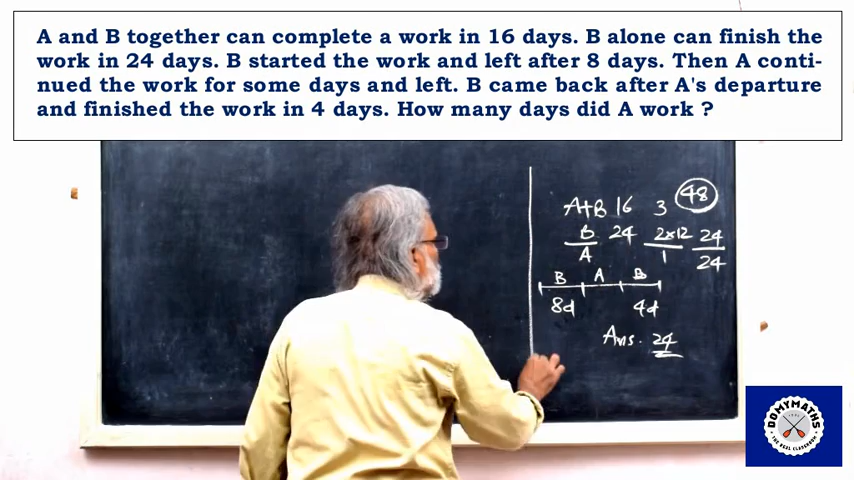 A and B together can complete a work in 16 days. B alone can finish the
work in 24 days. B started the work and left after 8 days. Then A conti-
nued the work for some days and left. B came back after A's departure
and finished the work in 4 days. How many days did A work ?
A+B 16 3 48
B 24 2×12 24
A 1 24
B A B
8d 4d
Ans. 24
DOMYMATHS
THE REAL CLASSROOM